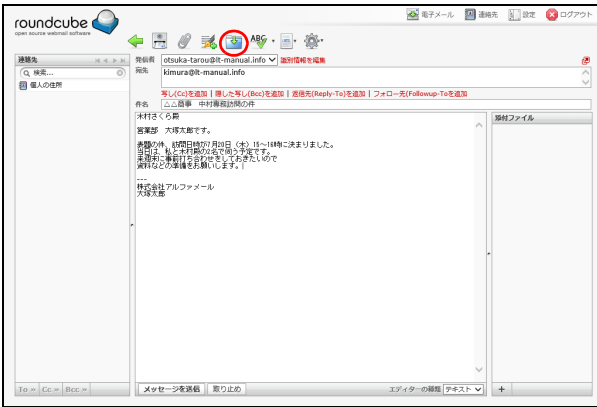 roundcube
open source webmail software
電子メール 連絡先 設定 ログアウト
ABC
連絡先
検索...
個人の住所
発信者 otsuka-tarou@lt-manual.info 識別情報を編集
宛先 kimura@lt-manual.info
写し(Cc)を追加 | 隠した写し(Bcc)を追加 | 返信先(Reply-To)を追加 | フォロー先(Followup-Toを追加
件名 △△商事 中村専務訪問の件
木村さくら殿
営業部 大塚太郎です。
表題の件、訪問日時が7月20日（木）15～16時に決まりました。
当日は、私と木村殿の2名で伺う予定です。
来週末に事前打ち合わせをしておきたいので
資料などの準備をお願いします。
---
株式会社アルファメール
大塚太郎
添付ファイル
To » Cc » Bcc »
メッセージを送信 取り止め
エディターの種類 テキスト
+